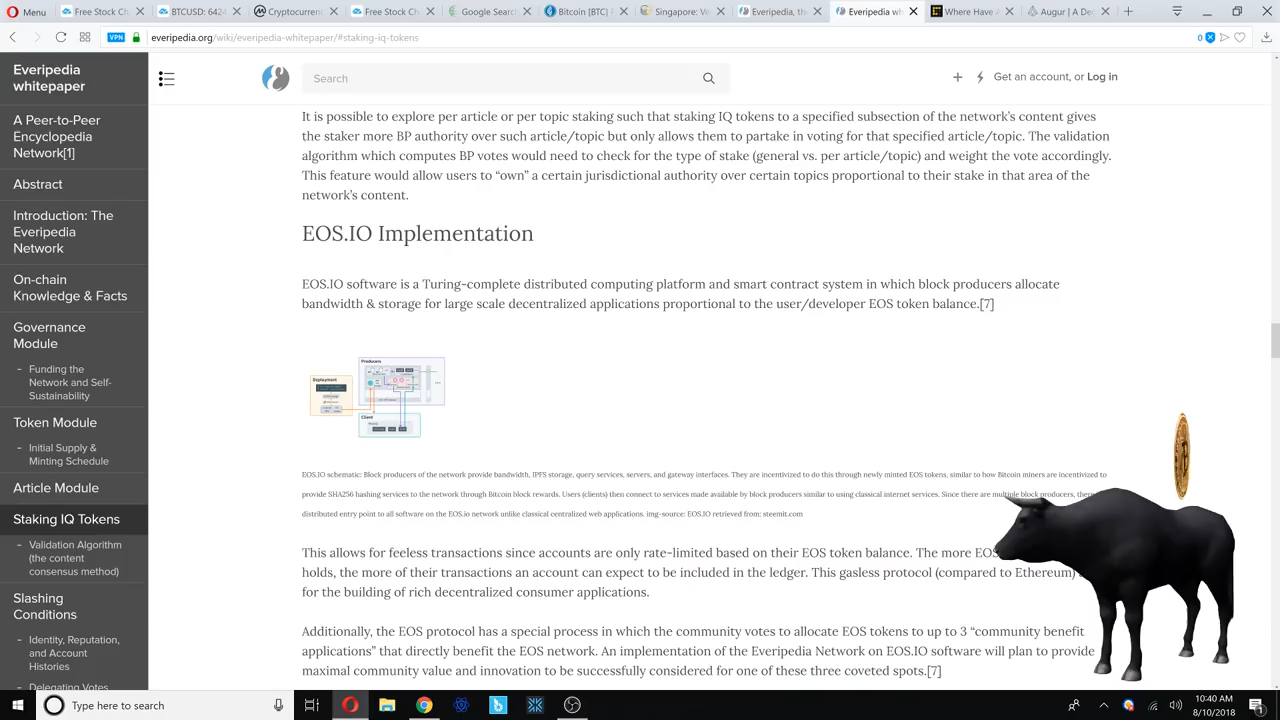 Menu
Free Stock C
BTCUSD: 6424
Cryptocurren
Free Stock C
Google Searc
Bitcoin [BTC]
Singapore: Ve
Everipedia, th
Everipedia Wh
Where Have A
Augur | A Dec
VPN
everipedia.org/wiki/everipedia-whitepaper/#staking-iq-tokens
0
Everipedia
whitepaper
A Peer-to-Peer
Encyclopedia
Network[1]
Abstract
Introduction: The
Everipedia
Network
On-chain
Knowledge & Facts
Governance
Module
- Funding the
Network and Self-
Sustainability
Token Module
- Initial Supply &
Minting Schedule
Article Module
Staking IQ Tokens
- Validation Algorithm
(the content
consensus method)
Slashing
Conditions
- Identity, Reputation,
and Account
Histories
- Delegating Votes
Search
Get an account, or Log in
It is possible to explore per article or per topic staking such that staking IQ tokens to a specified subsection of the network's content gives
the staker more BP authority over such article/topic but only allows them to partake in voting for that specified article/topic. The validation
algorithm which computes BP votes would need to check for the type of stake (general vs. per article/topic) and weight the vote accordingly.
This feature would allow users to “own” a certain jurisdictional authority over certain topics proportional to their stake in that area of the
network's content.
EOS.IO Implementation
EOS.IO software is a Turing-complete distributed computing platform and smart contract system in which block producers allocate
bandwidth & storage for large scale decentralized applications proportional to the user/developer EOS token balance.[7]
Producers
Deployment
Client
EOS.IO schematic: Block producers of the network provide bandwidth, IPFS storage, query services, servers, and gateway interfaces. They are incentivized to do this through newly minted EOS tokens, similar to how Bitcoin miners are incentivized to
provide SHA256 hashing services to the network through Bitcoin block rewards. Users (clients) then connect to services made available by block producers similar to using classical internet services. Since there are multiple block producers, there
distributed entry point to all software on the EOS.io network unlike classical centralized web applications. img-source: EOS.IO retrieved from: steemit.com
This allows for feeless transactions since accounts are only rate-limited based on their EOS token balance. The more EOS
holds, the more of their transactions an account can expect to be included in the ledger. This gasless protocol (compared to Ethereum)
for the building of rich decentralized consumer applications.
Additionally, the EOS protocol has a special process in which the community votes to allocate EOS tokens to up to 3 “community benefit
applications” that directly benefit the EOS network. An implementation of the Everipedia Network on EOS.IO software will plan to provide
maximal community value and innovation to be successfully considered for one of these three coveted spots.[7]
Type here to search
10:40 AM
8/10/2018